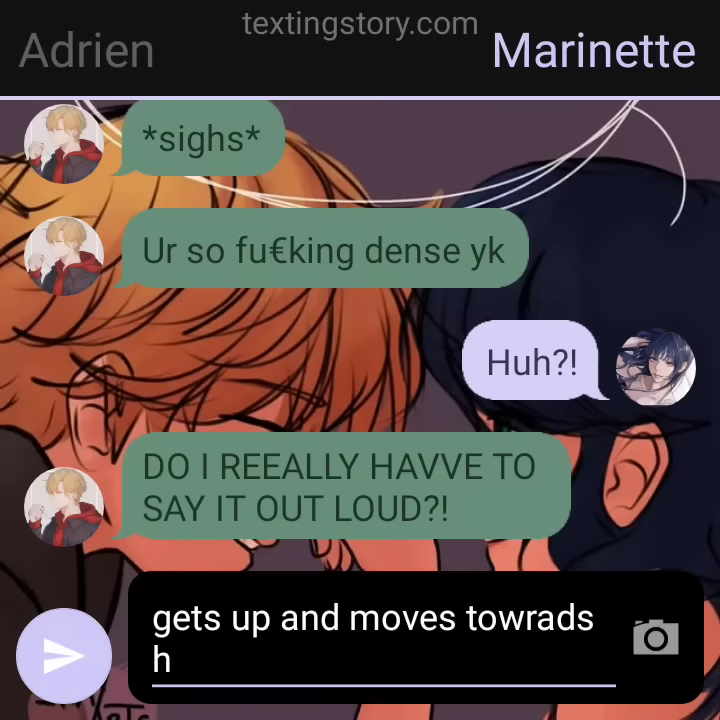 textingstory.com
Adrien
Marinette
*sighs*
Ur so fu€king dense yk
Huh?!
DO I REEALLY HAVVE TO
SAY IT OUT LOUD?!
gets up and moves towrads
h